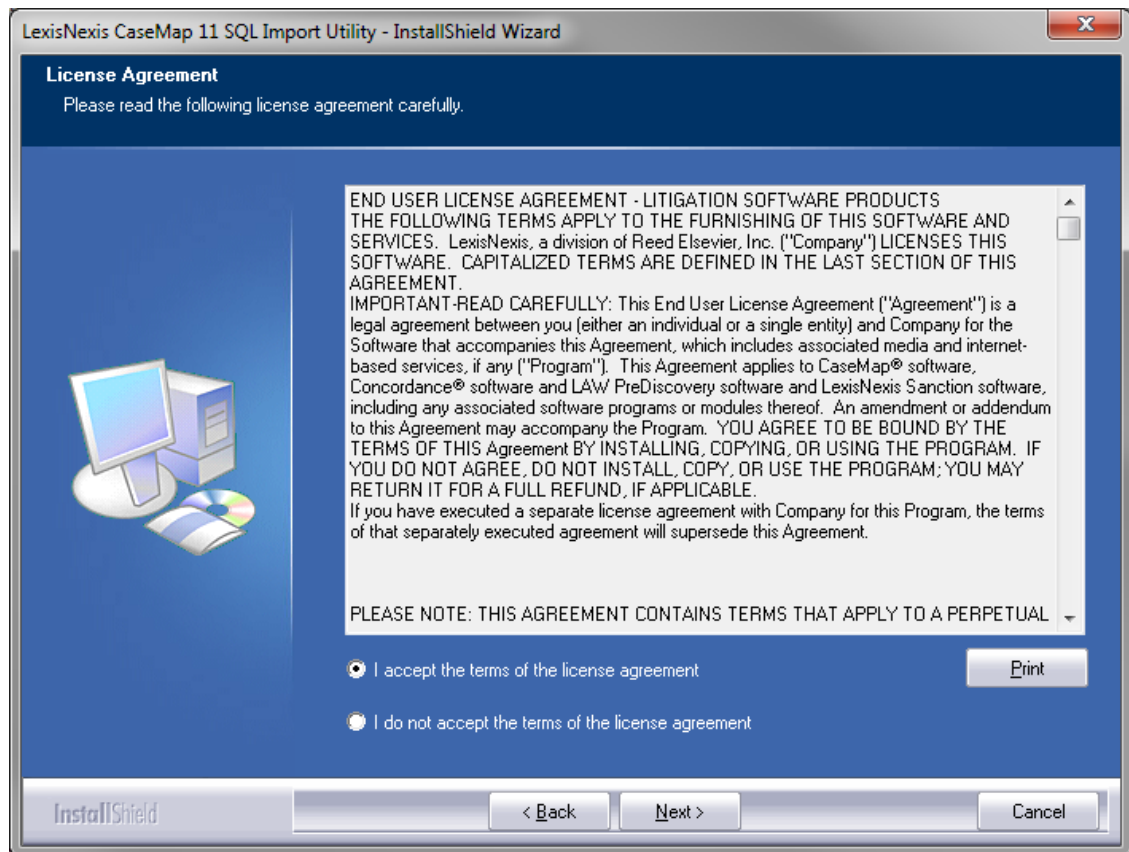 LexisNexis CaseMap 11 SQL Import Utility - InstallShield Wizard
License Agreement
Please read the following license agreement carefully.
END USER LICENSE AGREEMENT - LITIGATION SOFTWARE PRODUCTS
THE FOLLOWING TERMS APPLY TO THE FURNISHING OF THIS SOFTWARE AND
SERVICES.  LexisNexis, a division of Reed Elsevier, Inc. ("Company") LICENSES THIS
SOFTWARE.  CAPITALIZED TERMS ARE DEFINED IN THE LAST SECTION OF THIS
AGREEMENT.
IMPORTANT-READ CAREFULLY: This End User License Agreement ("Agreement") is a
legal agreement between you (either an individual or a single entity) and Company for the
Software that accompanies this Agreement, which includes associated media and internet-
based services, if any ("Program").  This Agreement applies to CaseMap® software,
Concordance® software and LAW PreDiscovery software and LexisNexis Sanction software,
including any associated software programs or modules thereof.  An amendment or addendum
to this Agreement may accompany the Program.  YOU AGREE TO BE BOUND BY THE
TERMS OF THIS Agreement BY INSTALLING, COPYING, OR USING THE PROGRAM.  IF
YOU DO NOT AGREE, DO NOT INSTALL, COPY, OR USE THE PROGRAM; YOU MAY
RETURN IT FOR A FULL REFUND, IF APPLICABLE.
If you have executed a separate license agreement with Company for this Program, the terms
of that separately executed agreement will supersede this Agreement.
PLEASE NOTE: THIS AGREEMENT CONTAINS TERMS THAT APPLY TO A PERPETUAL
I accept the terms of the license agreement
Print
I do not accept the terms of the license agreement
InstallShield
< Back
Next >
Cancel